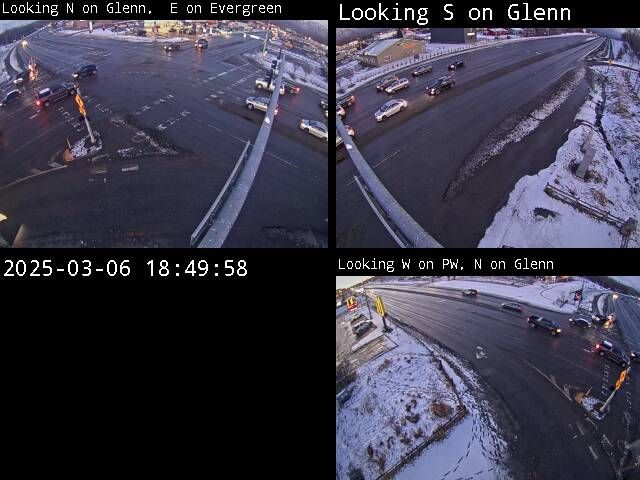 Looking N on Glenn,  E on Evergreen
Looking S on Glenn
2025-03-06 18:49:58
Looking W on PW, N on Glenn